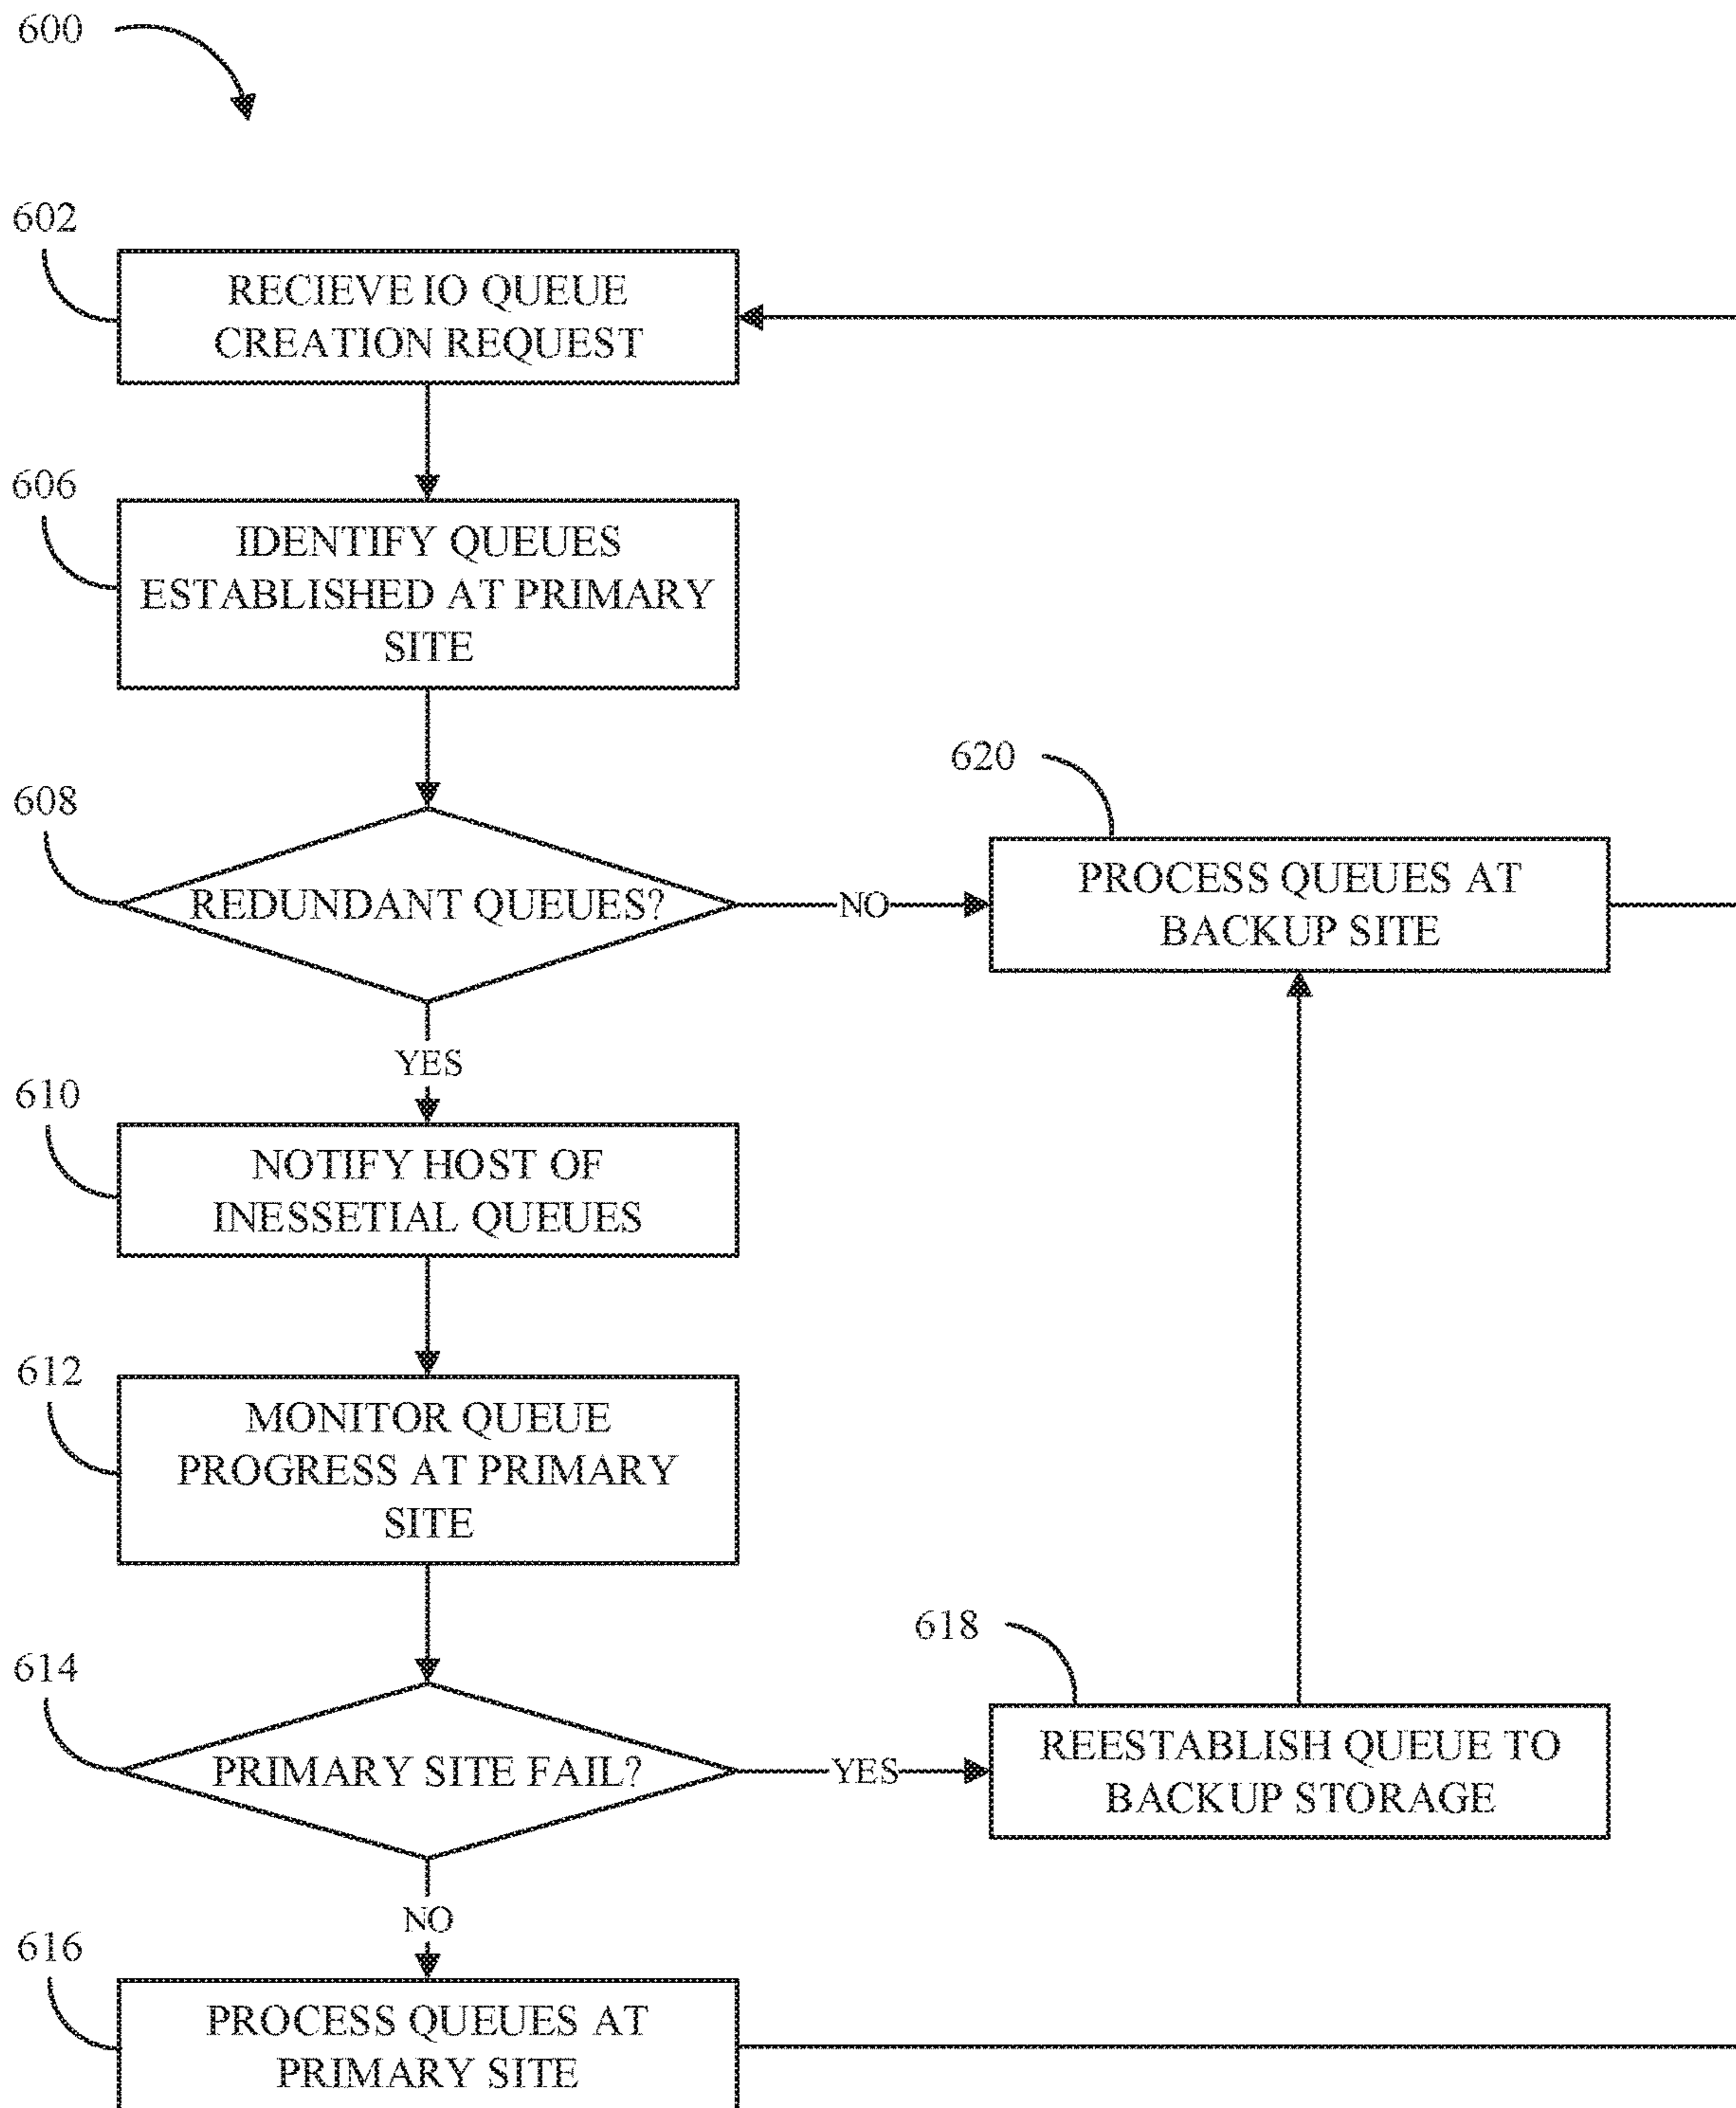 600
602
RECIEVE IO QUEUE
CREATION REQUEST
606
IDENTIFY QUEUES
ESTABLISHED AT PRIMARY
SITE
608
REDUNDANT QUEUES?
NO
620
PROCESS QUEUES AT
BACKUP SITE
YES
610
NOTIFY HOST OF
INESSETIAL QUEUES
612
MONITOR QUEUE
PROGRESS AT PRIMARY
SITE
614
PRIMARY SITE FAIL?
YES
618
REESTABLISH QUEUE TO
BACKUP STORAGE
NO
616
PROCESS QUEUES AT
PRIMARY SITE